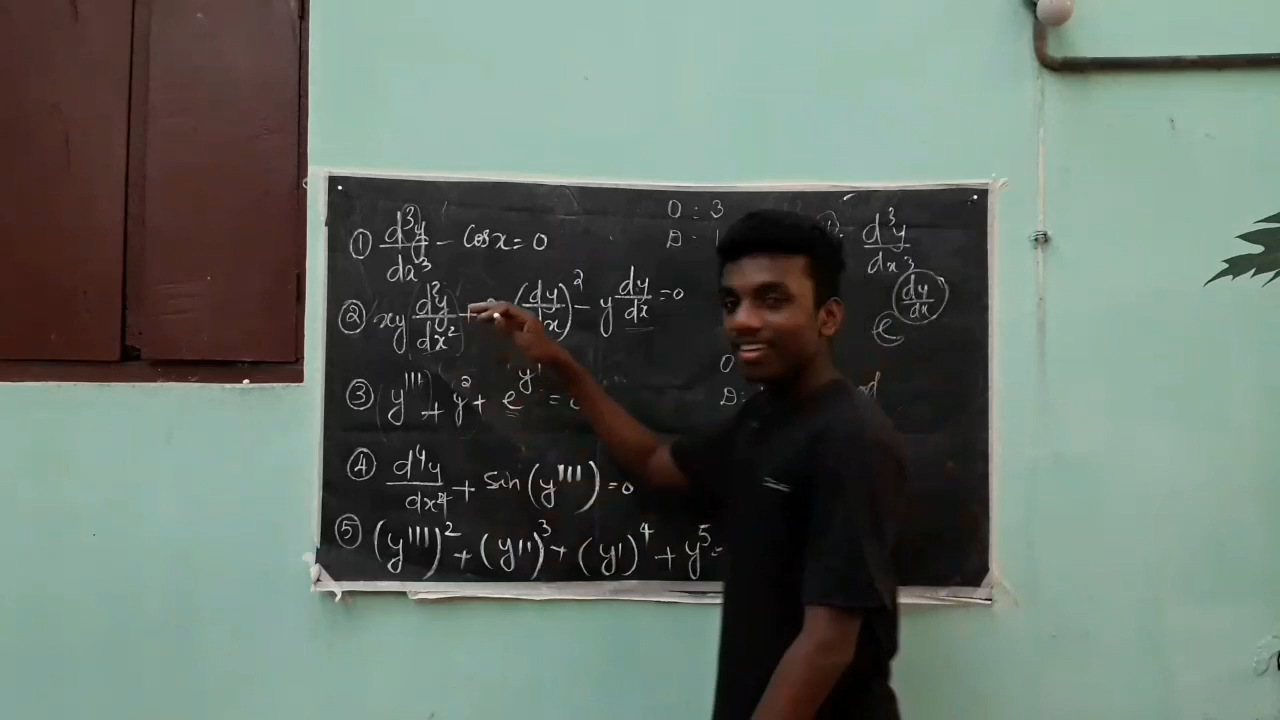 ① d³y/dx³ - Cosx = 0
② xy d²y/dx² + (dy/dx)² - y dy/dx = 0
③ y''' + y² + e^y' =
④ d⁴y/dx⁴ + Sin(y''') = 0
⑤ (y''')² + (y'')³ + (y')⁴ + y⁵ =
O : 3
D :
d³y/dx³
e^(dy/dx)
O
D: